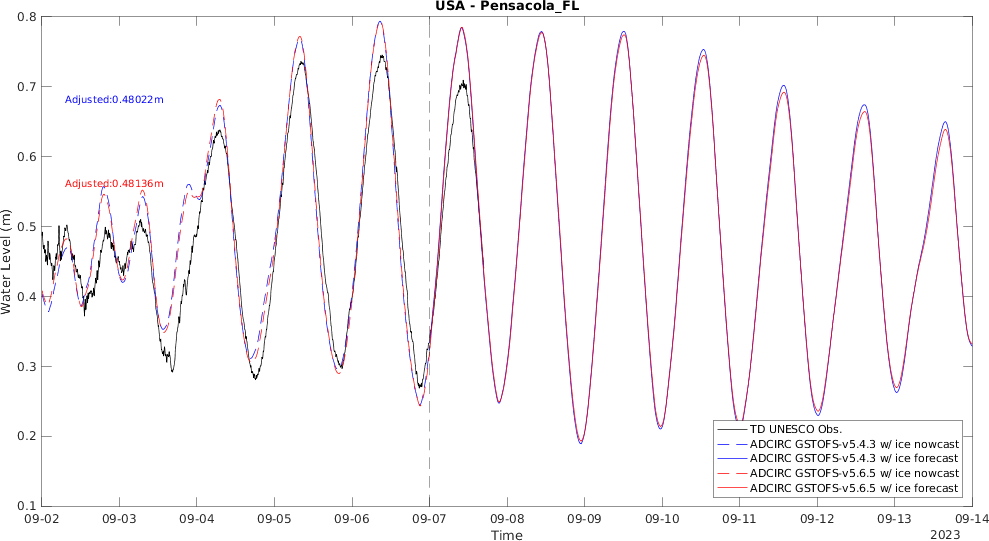 USA - Pensacola_FL
0.8
0.7
0.6
0.5
0.4
0.3
0.2
0.1
Water Level (m)
Adjusted:0.48022m
Adjusted:0.48136m
TD UNESCO Obs.
ADCIRC GSTOFS-v5.4.3 w/ ice nowcast
ADCIRC GSTOFS-v5.4.3 w/ ice forecast
ADCIRC GSTOFS-v5.6.5 w/ ice nowcast
ADCIRC GSTOFS-v5.6.5 w/ ice forecast
09-02 09-03 09-04 09-05 09-06 09-07 09-08 09-09 09-10 09-11 09-12 09-13 09-14
Time
2023